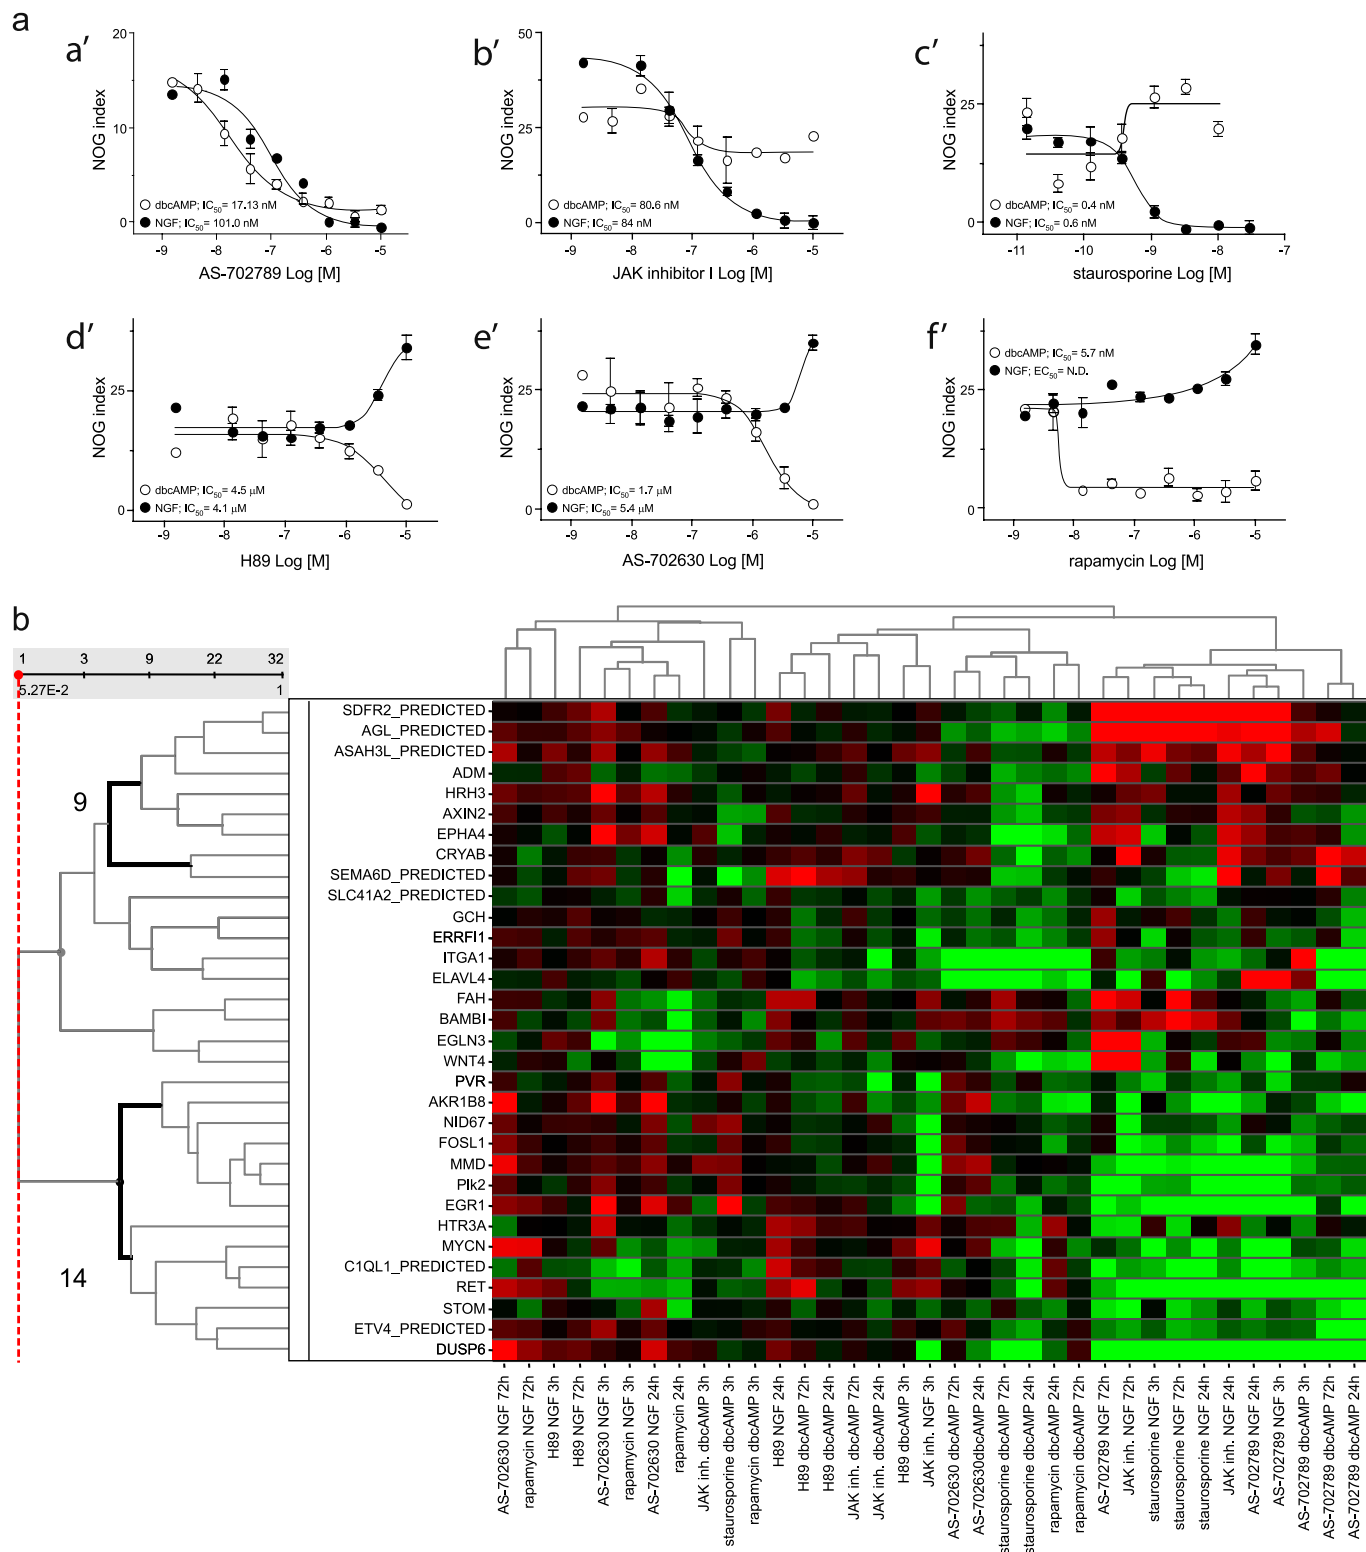 a
a′
20
10
0
NOG index
dbcAMP; IC50= 17.13 nM
NGF; IC50= 101.0 nM
-9 -8 -7 -6 -5
AS-702789 Log [M]
b′
50
25
0
NOG index
dbcAMP; IC50= 80.6 nM
NGF; IC50= 84 nM
-9 -8 -7 -6 -5
JAK inhibitor I Log [M]
c′
25
0
NOG index
dbcAMP; IC50= 0.4 nM
NGF; IC50= 0.6 nM
-11 -10 -9 -8 -7
staurosporine Log [M]
d′
25
0
NOG index
dbcAMP; IC50= 4.5 µM
NGF; IC50= 4.1 µM
-9 -8 -7 -6 -5
H89 Log [M]
e′
25
0
NOG index
dbcAMP; IC50= 1.7 µM
NGF; IC50= 5.4 µM
-9 -8 -7 -6 -5
AS-702630 Log [M]
f′
25
0
NOG index
dbcAMP; IC50= 5.7 nM
NGF; EC50= N.D.
-9 -8 -7 -6 -5
rapamycin Log [M]
b
1 3 9 22 32
5.27E-2 1
9
14
SDFR2_PREDICTED
AGL_PREDICTED
ASAH3L_PREDICTED
ADM
HRH3
AXIN2
EPHA4
CRYAB
SEMA6D_PREDICTED
SLC41A2_PREDICTED
GCH
ERRFI1
ITGA1
ELAVL4
FAH
BAMBI
EGLN3
WNT4
PVR
AKR1B8
NID67
FOSL1
MMD
Plk2
EGR1
HTR3A
MYCN
C1QL1_PREDICTED
RET
STOM
ETV4_PREDICTED
DUSP6
AS-702630 NGF 72h
rapamycin NGF 72h
H89 NGF 3h
H89 NGF 72h
AS-702630 NGF 3h
rapamycin NGF 3h
AS-702630 NGF 24h
rapamycin 24h
JAK inh. dbcAMP 3h
staurosporine dbcAMP 3h
rapamycin dbcAMP 3h
H89 NGF 24h
H89 dbcAMP 72h
H89 dbcAMP 24h
JAK inh. dbcAMP 72h
JAK inh. dbcAMP 24h
H89 dbcAMP 3h
JAK inh. NGF 3h
AS-702630 dbcAMP 72h
AS-702630dbcAMP 24h
staurosporine dbcAMP 72h
staurosporine dbcAMP 24h
rapamycin dbcAMP 24h
rapamycin dbcAMP 72h
AS-702789 NGF 72h
JAK inh. NGF 72h
staurosporine NGF 3h
staurosporine NGF 72h
staurosporine NGF 24h
JAK inh. NGF 24h
AS-702789 NGF 24h
AS-702789 NGF 3h
AS-702789 dbcAMP 3h
AS-702789 dbcAMP 72h
AS-702789 dbcAMP 24h